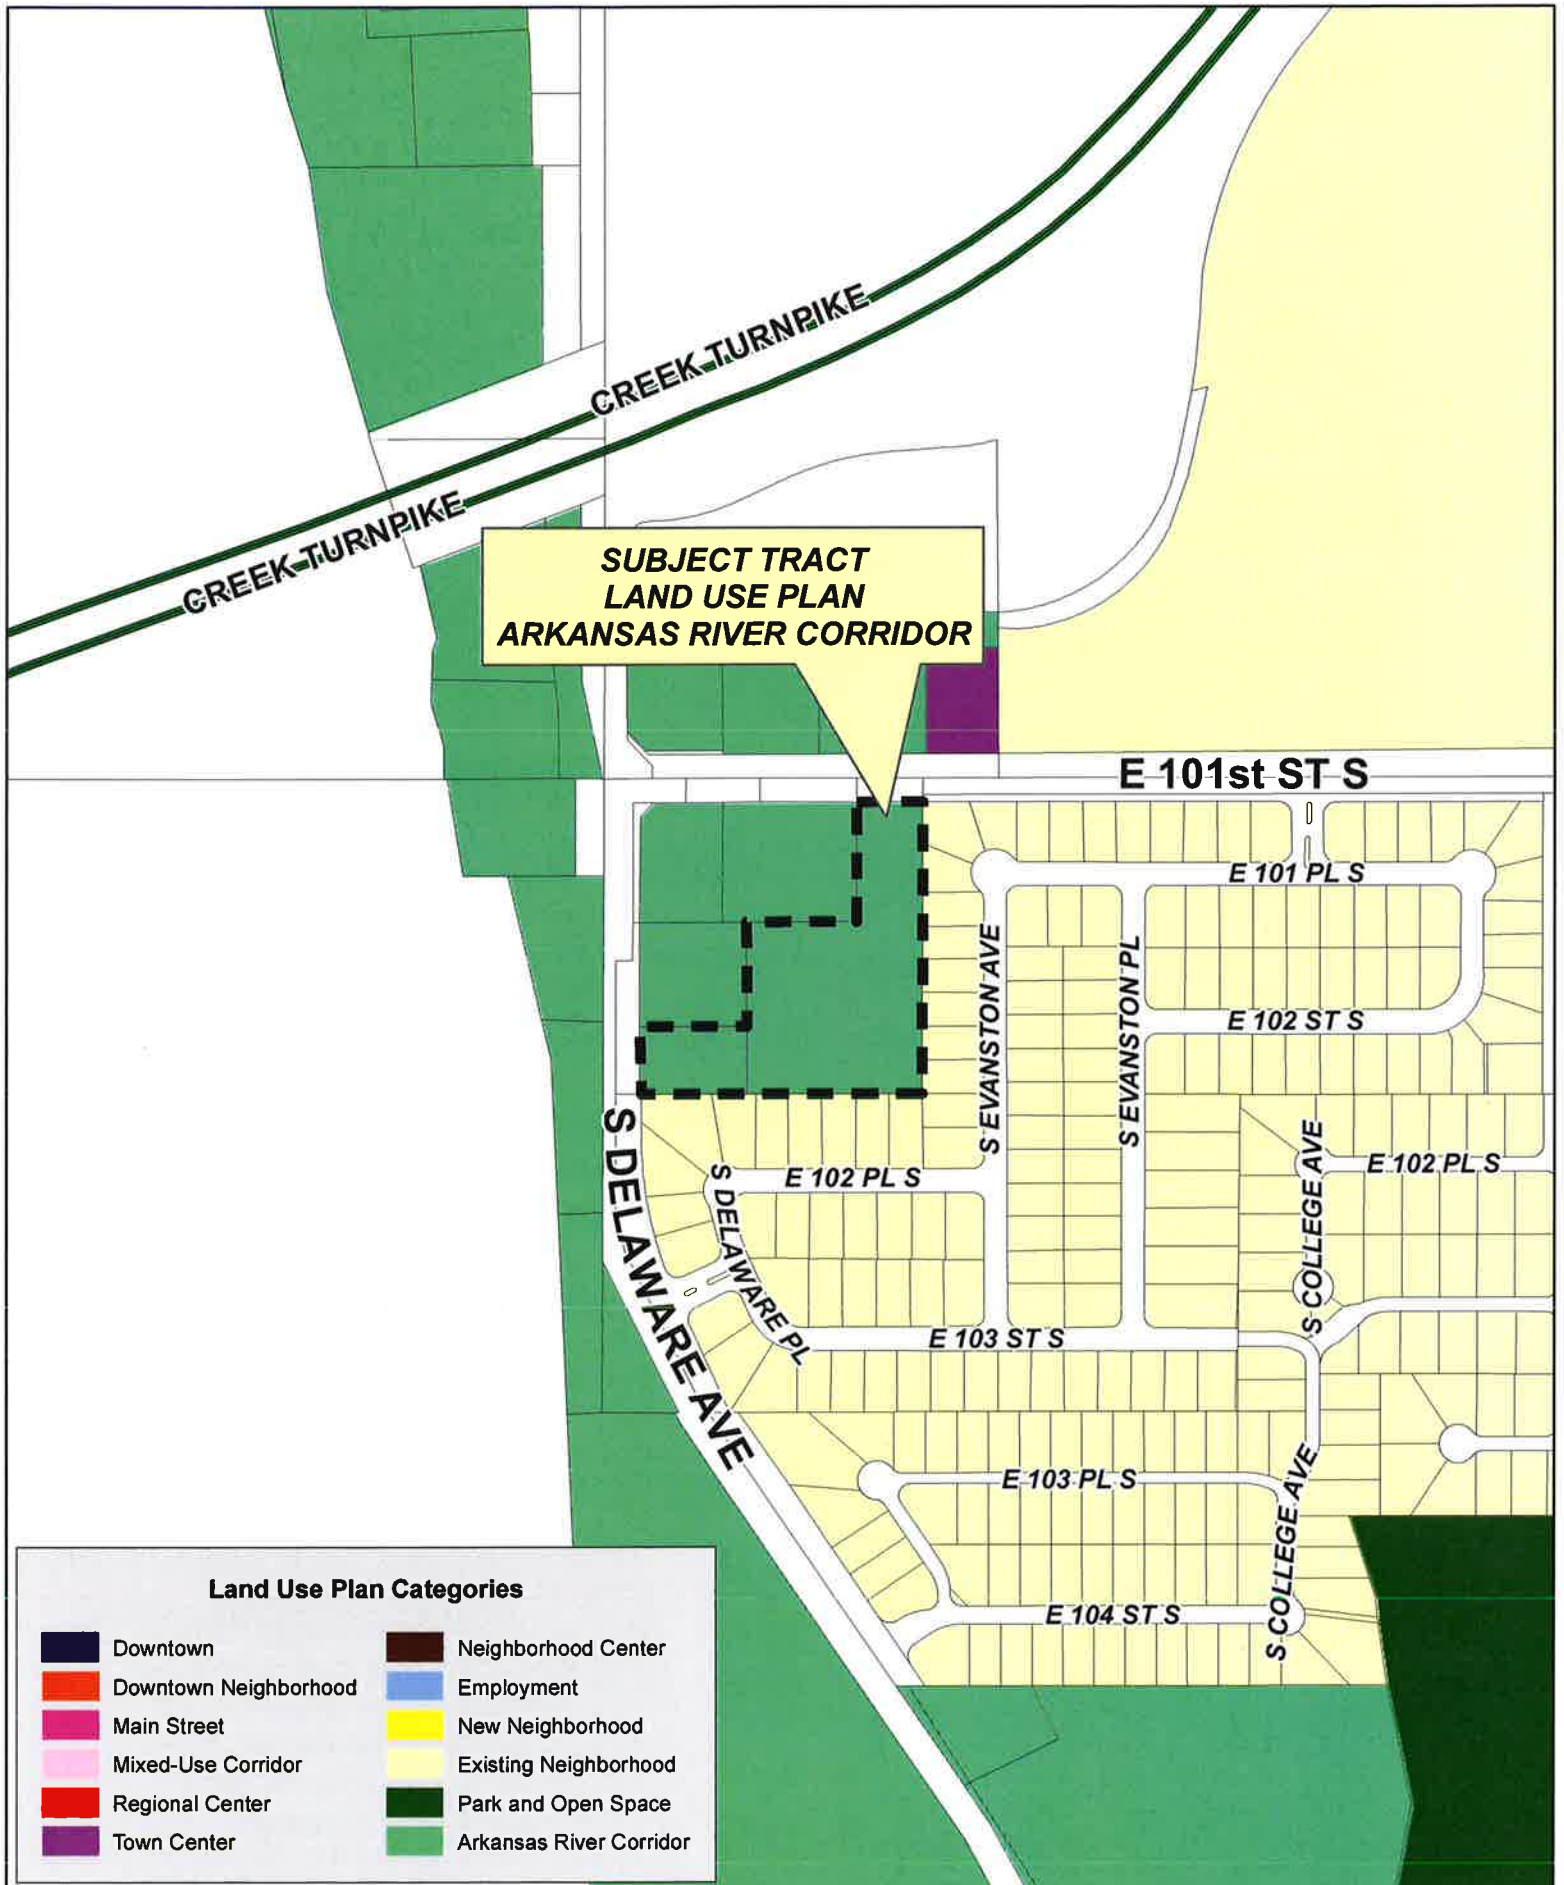 CREEK TURNPIKE
CREEK TURNPIKE
SUBJECT TRACT
LAND USE PLAN
ARKANSAS RIVER CORRIDOR
E 101st ST S
E 101 PL S
S EVANSTON AVE
S EVANSTON PL
E 102 ST S
S DELAWARE AVE
S DELAWARE PL
E 102 PL S
S COLLEGE AVE
E 102 PL S
E 103 ST S
E 103 PL S
S COLLEGE AVE
E 104 ST S
Land Use Plan Categories
Downtown
Downtown Neighborhood
Main Street
Mixed-Use Corridor
Regional Center
Town Center
Neighborhood Center
Employment
New Neighborhood
Existing Neighborhood
Park and Open Space
Arkansas River Corridor